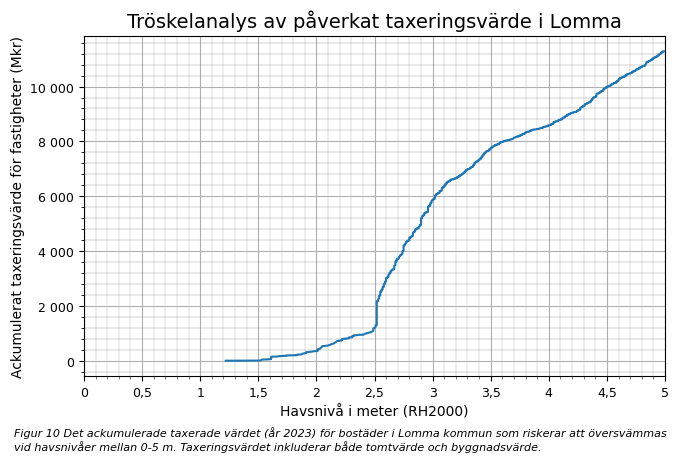 Tröskelanalys av påverkat taxeringsvärde i Lomma
Ackumulerat taxeringsvärde för fastigheter (Mkr)
10 000
8 000
6 000
4 000
2 000
0
0 0,5 1 1,5 2 2,5 3 3,5 4 4,5 5
Havsnivå i meter (RH2000)
Figur 10 Det ackumulerade taxerade värdet (år 2023) för bostäder i Lomma kommun som riskerar att översvämmas
vid havsnivåer mellan 0-5 m. Taxeringsvärdet inkluderar både tomtvärde och byggnadsvärde.